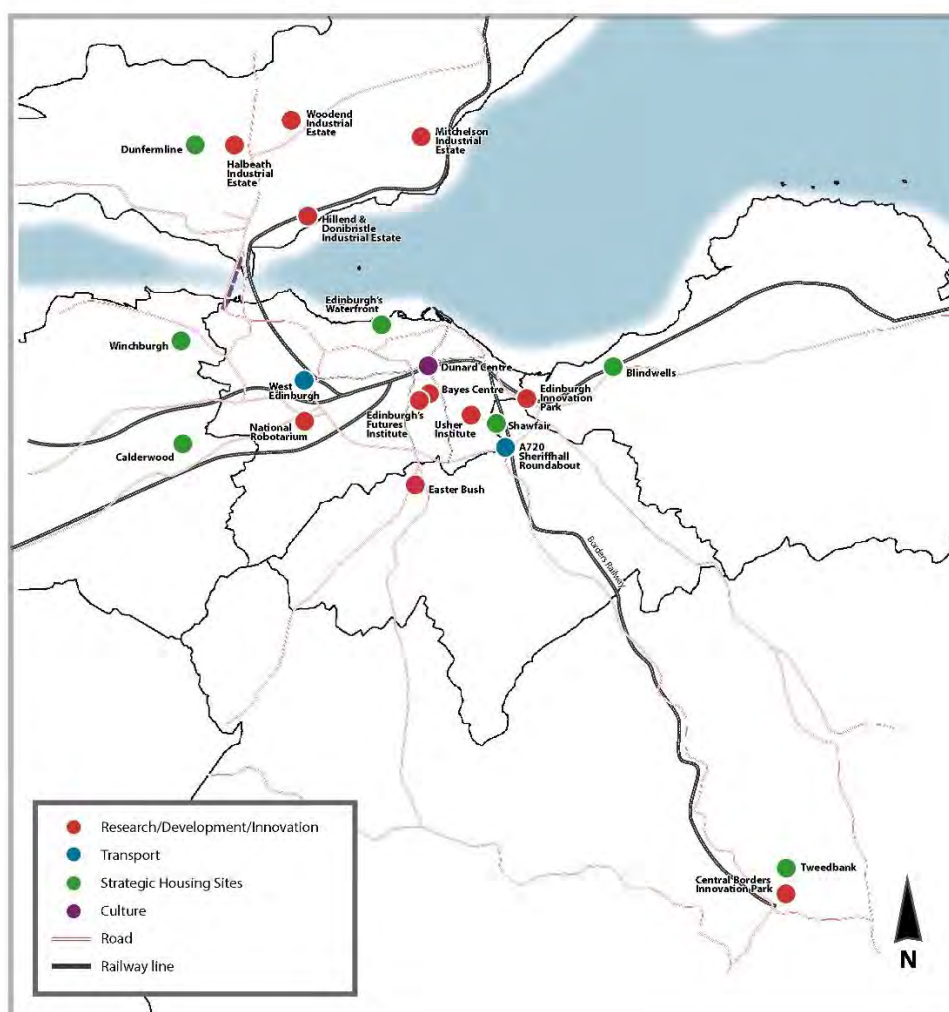 Woodend
Industrial
Estate
Mitchelson
Industrial
Estate
Dunfermline
Halbeath
Industrial
Estate
Hillend &
Donibristle
Industrial Estate
Edinburgh's
Waterfront
Winchburgh
Dunard Centre
Blindwells
West
Edinburgh
Bayes Centre
Edinburgh
Innovation
Park
National
Robotarium
Edinburgh's
Futures
Institute
Usher
Institute
Shawfair
Calderwood
A720
Sheriffhall
Roundabout
Easter Bush
Borders Railway
Tweedbank
Central Borders
Innovation Park
Research/Development/Innovation
Transport
Strategic Housing Sites
Culture
Road
Railway line
N